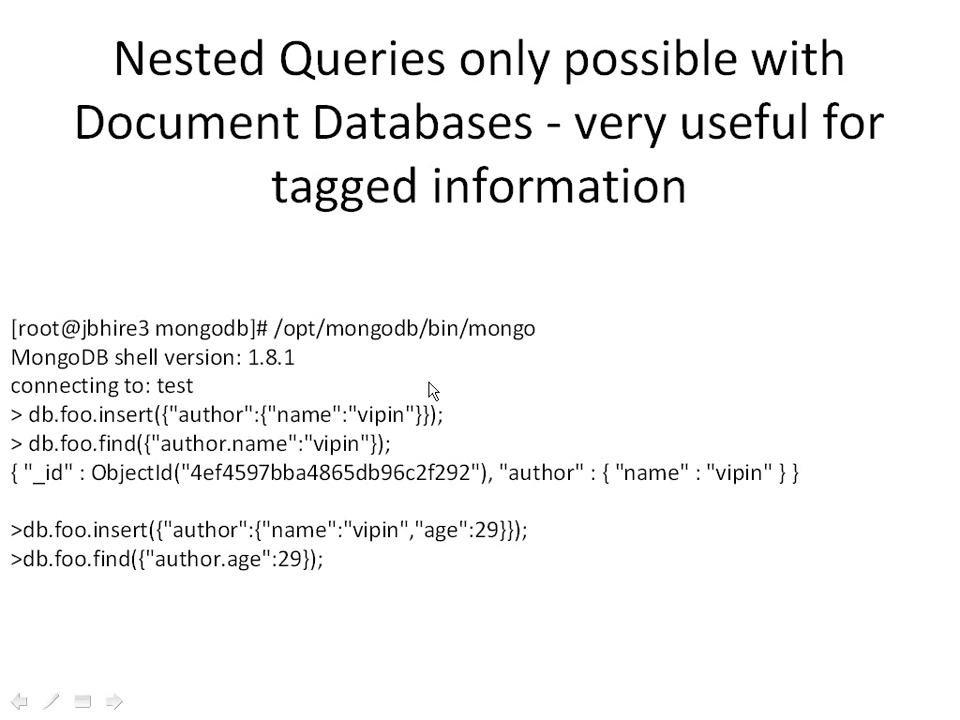 Nested Queries only possible with
Document Databases - very useful for
tagged information
[root@jbhire3 mongodb]# /opt/mongodb/bin/mongo
MongoDB shell version: 1.8.1
connecting to: test
> db.foo.insert({"author":{"name":"vipin"}});
> db.foo.find({"author.name":"vipin"});
{ "_id" : ObjectId("4ef4597bba4865db96c2f292"), "author" : { "name" : "vipin" } }
>db.foo.insert({"author":{"name":"vipin","age":29}});
>db.foo.find({"author.age":29});